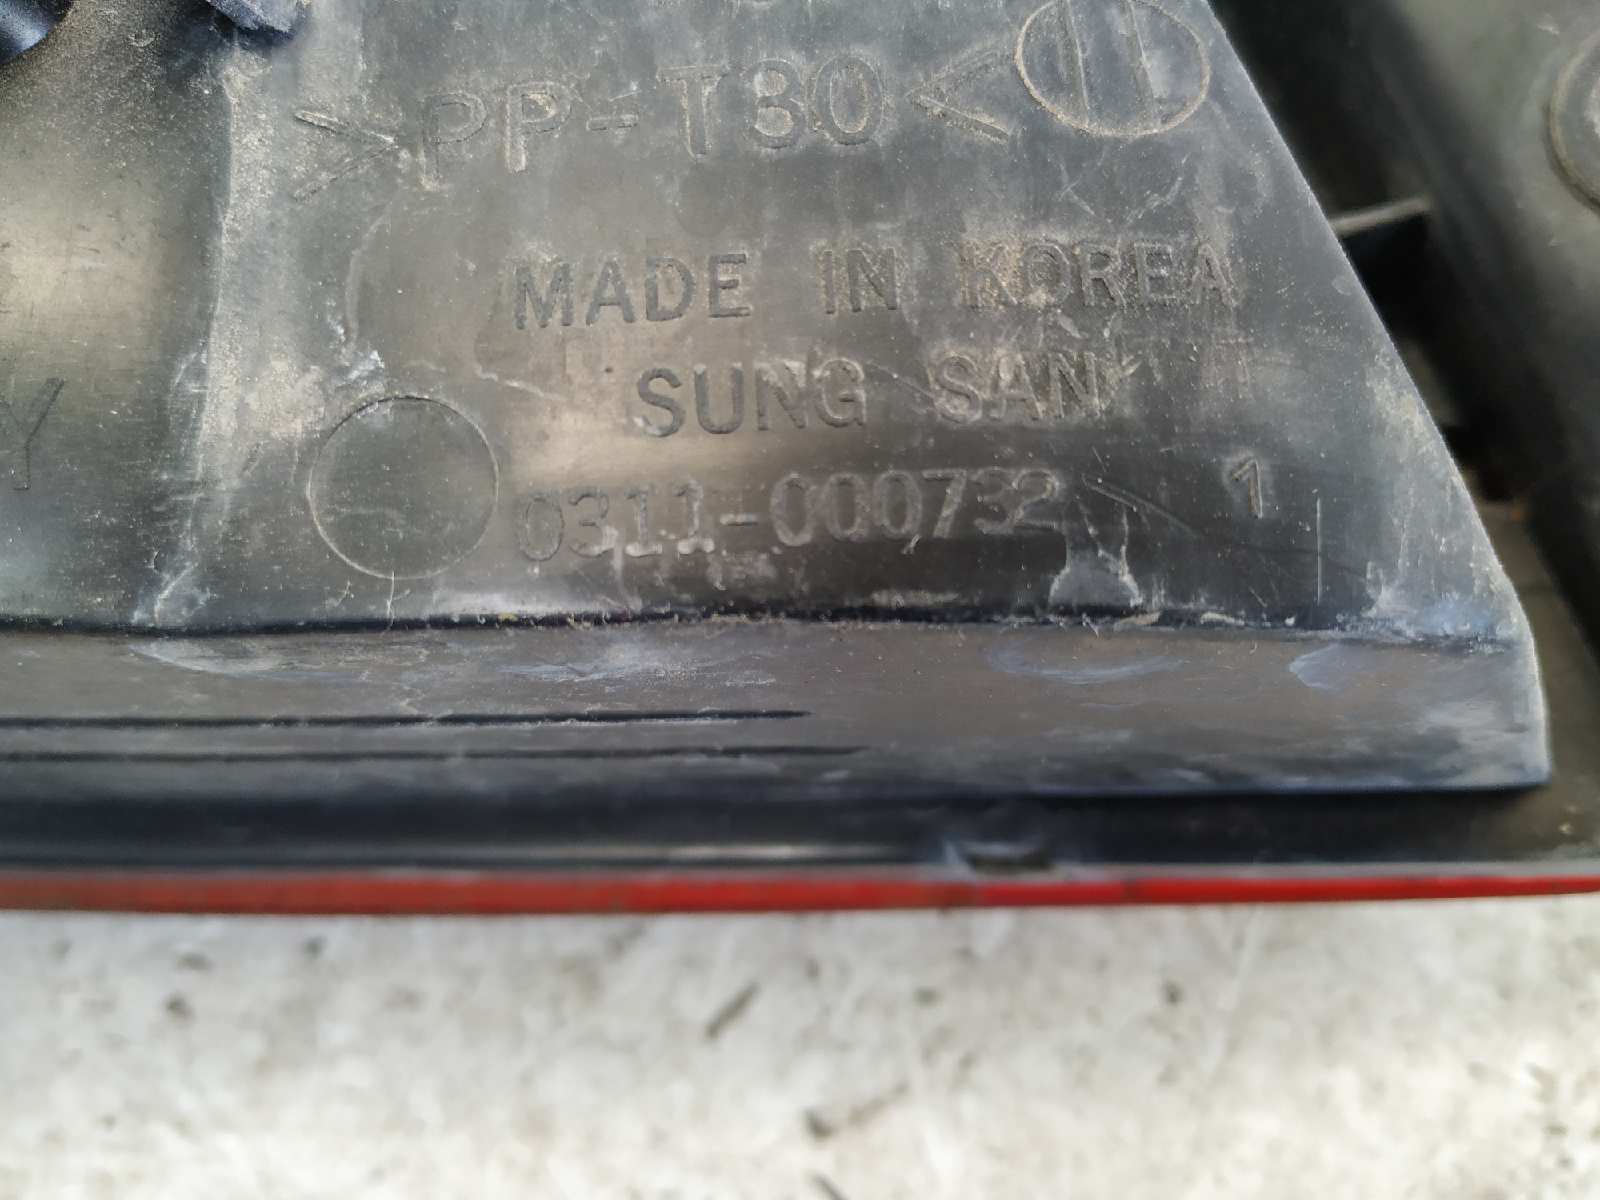 >PP-T30<
MADE IN KOREA
SUNG SAN
Y
0311-000732 1